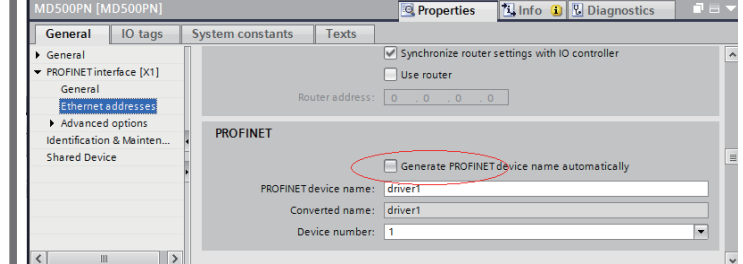 MD500PN [MD500PN]
Properties
Info
Diagnostics
General
IO tags
System constants
Texts
General
PROFINET interface [X1]
General
Ethernet addresses
Advanced options
Identification & Mainten...
Shared Device
Synchronize router settings with IO controller
Use router
Router address: 0 . 0 . 0 . 0
PROFINET
Generate PROFINET device name automatically
PROFINET device name: driver1
Converted name: driver1
Device number: 1